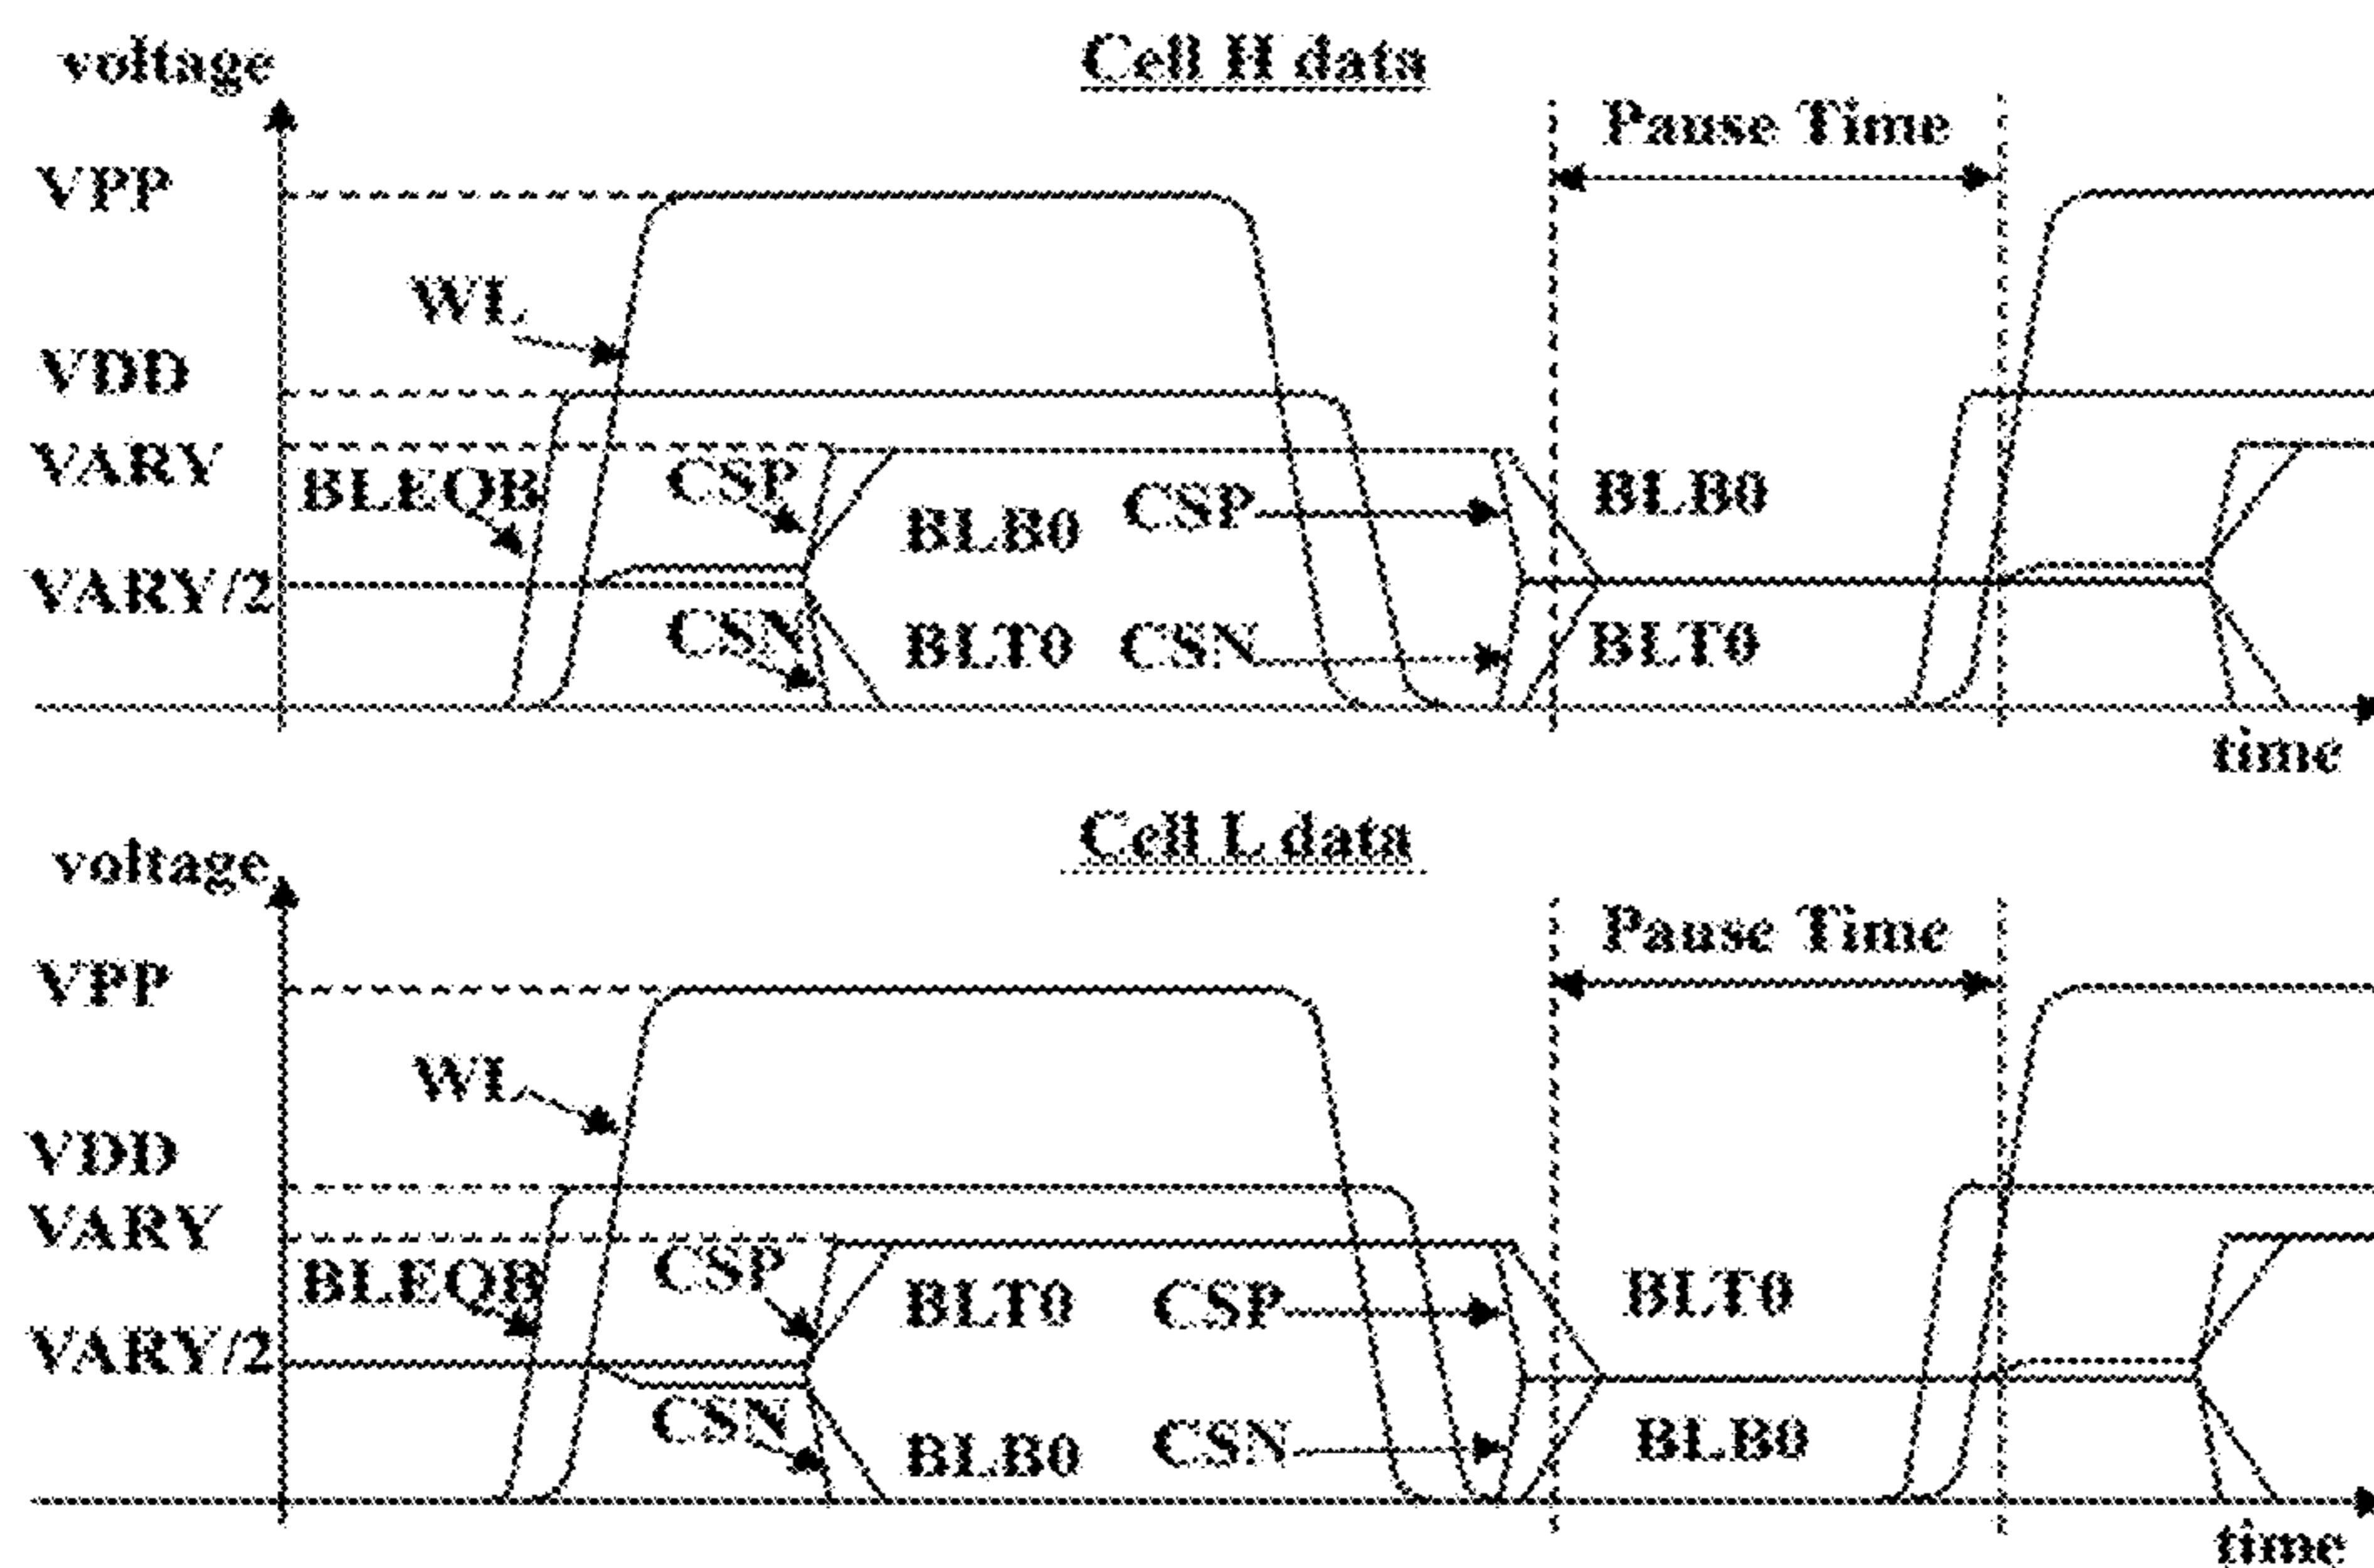 voltage
Cell H data
Pause Time
VPP
WL
VDD
VARY
BLEQB
CSP
BLB0
CSP
BLB0
VARY/2
CSN
BLT0
CSN
BLT0
time
voltage
Cell L data
Pause Time
VPP
WL
VDD
VARY
BLEQB
CSP
BLT0
CSP
BLT0
VARY/2
CSN
BLB0
CSN
BLB0
time